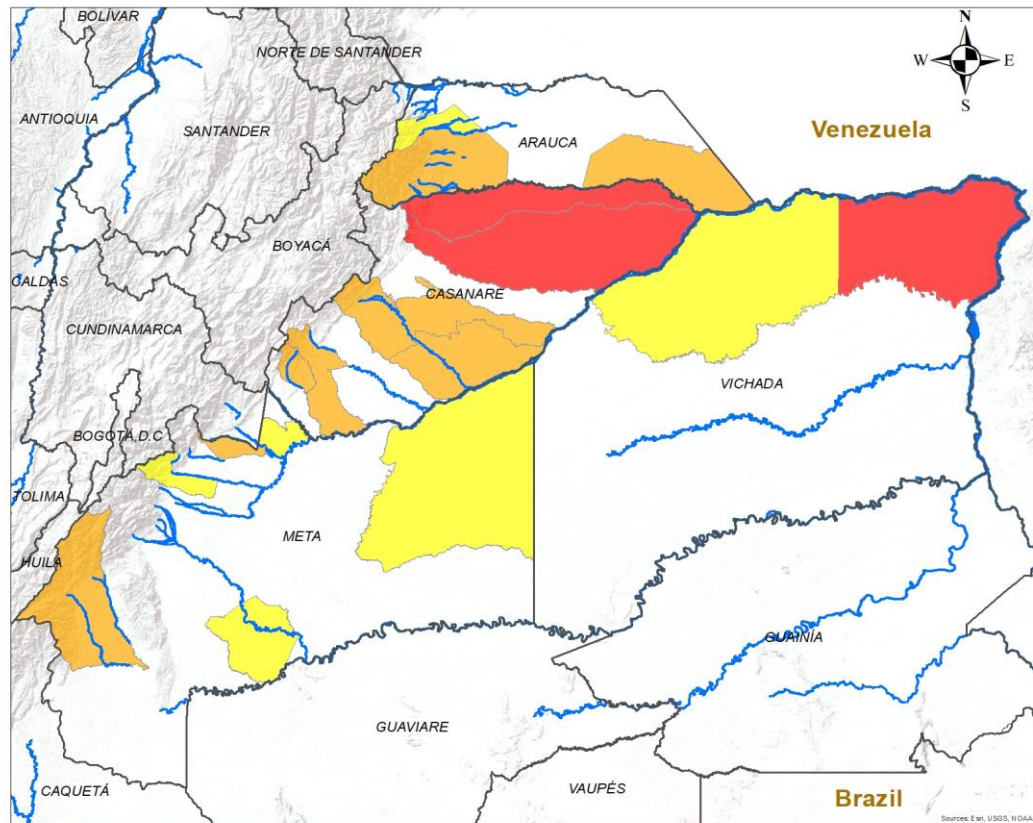 BOLÍVAR
N
NORTE DE SANTANDER
W E
S
ANTIOQUIA
SANTANDER
Venezuela
ARAUCA
BOYACÁ
CALDAS
CASANARE
CUNDINAMARCA
VICHADA
BOGOTÁ,D.C
TOLIMA
META
HUILA
GUAINÍA
GUAVIARE
CAQUETÁ
VAUPÉS
Brazil
Sources: Esri, USGS, NOAA